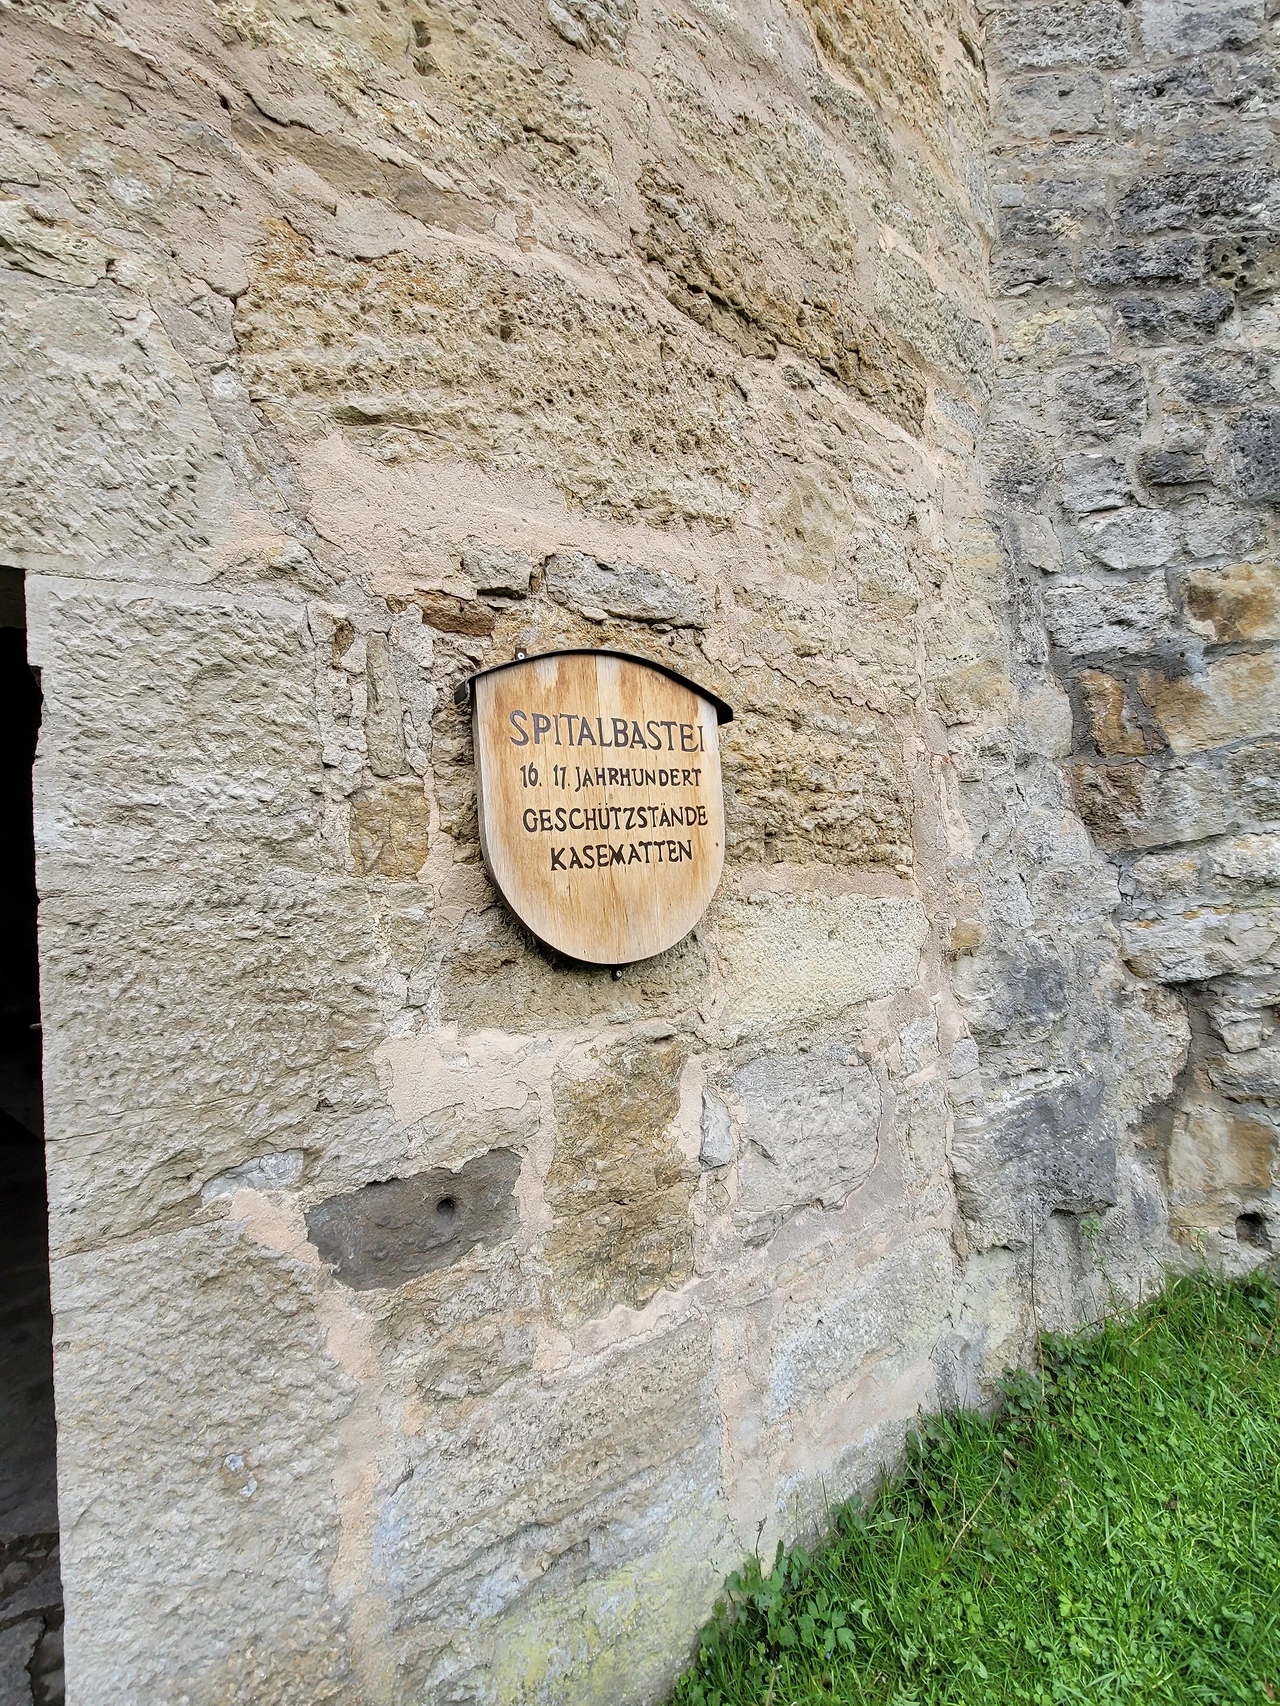 SPITALBASTEI
16. 17. JAHRHUNDERT
GESCHÜTZSTÄNDE
KASEMATTEN